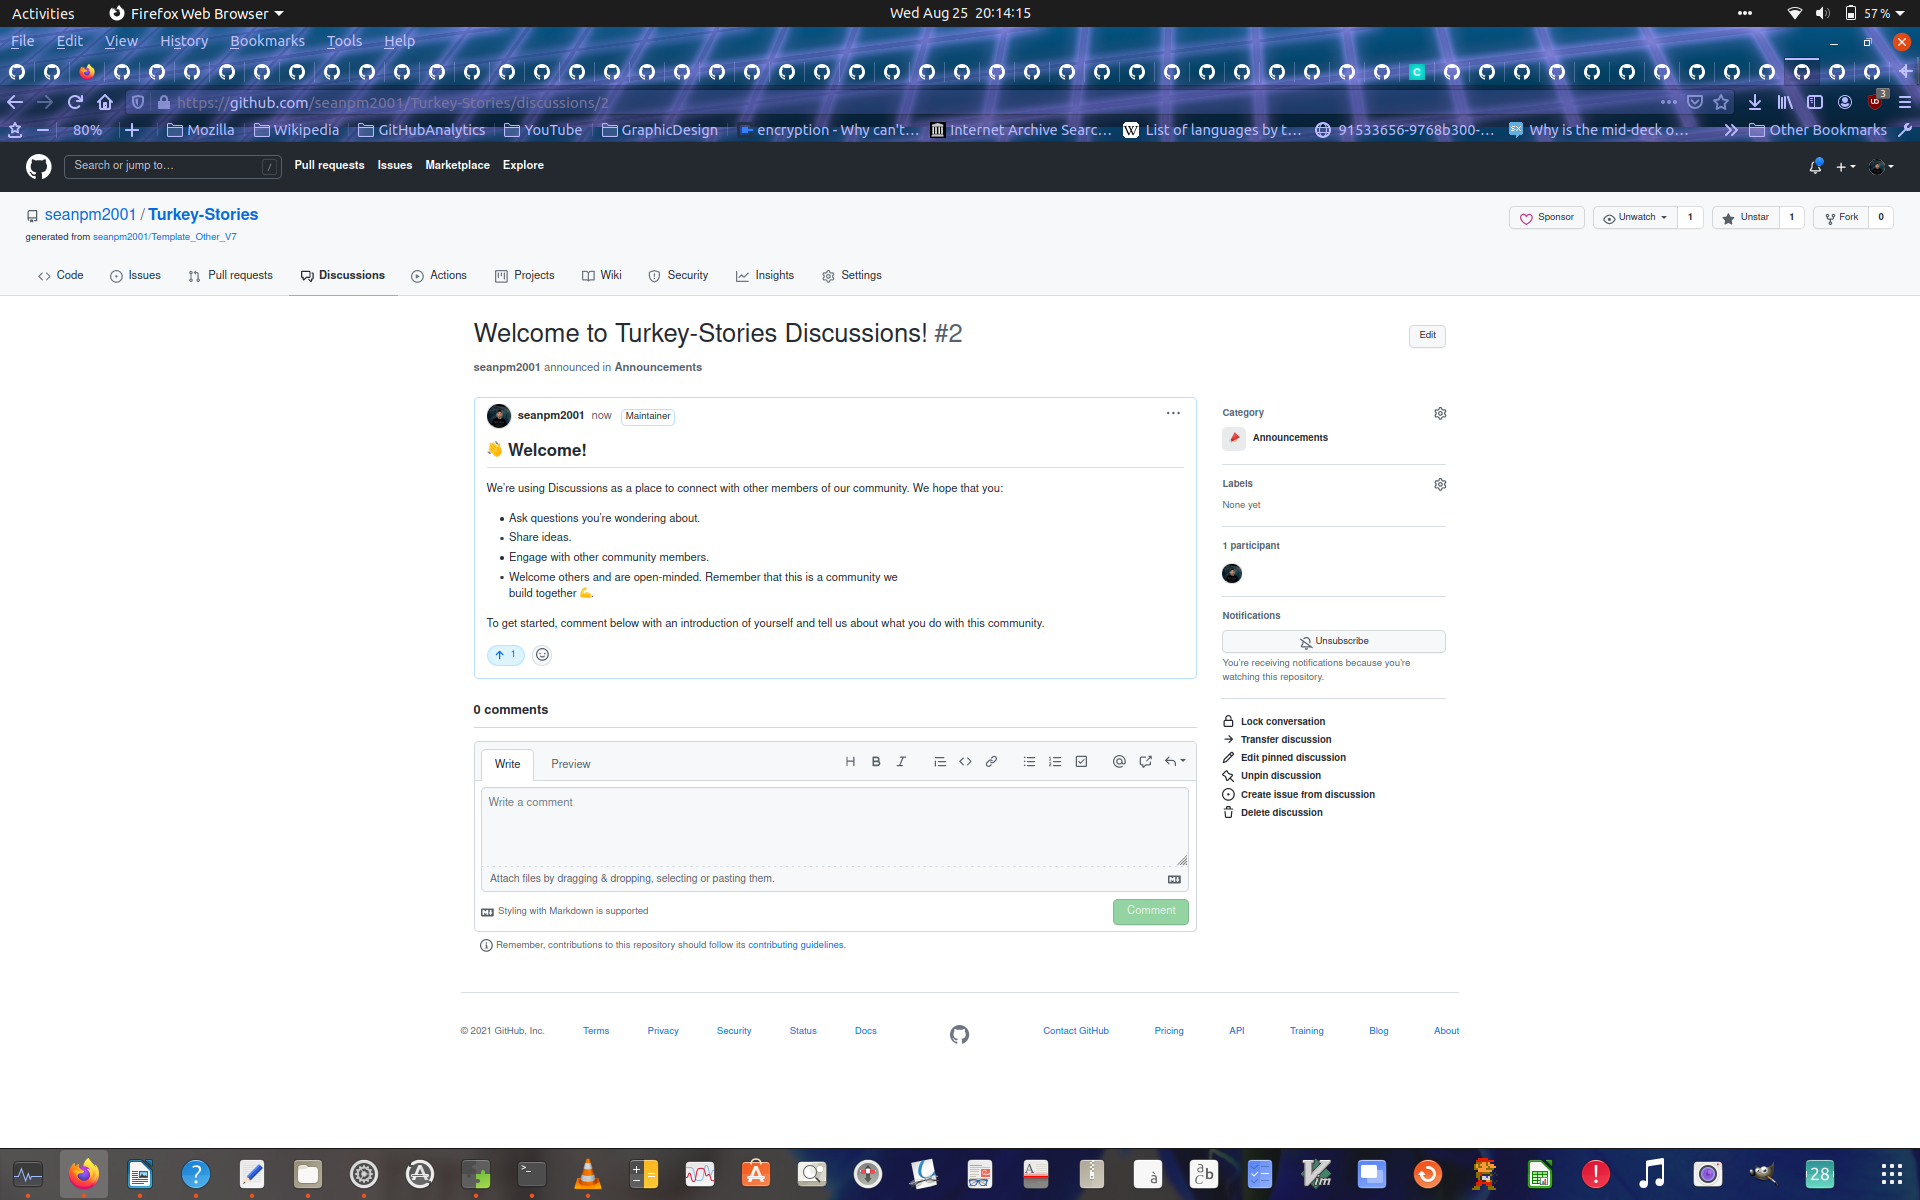 Activities
Firefox Web Browser
Wed Aug 25 20:14:15
57 %
File Edit View History Bookmarks Tools Help
https://github.com/seanpm2001/Turkey-Stories/discussions/2
3
80%
Mozilla
Wikipedia
GitHubAnalytics
YouTube
GraphicDesign
encryption - Why can't…
Internet Archive Searc…
List of languages by t…
91533656-9768b300-…
Why is the mid-deck o…
Other Bookmarks
Search or jump to…
/
Pull requests
Issues
Marketplace
Explore
seanpm2001 / Turkey-Stories
generated from seanpm2001/Template_Other_V7
Sponsor
Unwatch 1
Unstar 1
Fork 0
Code
Issues
Pull requests
Discussions
Actions
Projects
Wiki
Security
Insights
Settings
Welcome to Turkey-Stories Discussions! #2
Edit
seanpm2001 announced in Announcements
seanpm2001 now Maintainer
👋 Welcome!
We're using Discussions as a place to connect with other members of our community. We hope that you:
• Ask questions you're wondering about.
• Share ideas.
• Engage with other community members.
• Welcome others and are open-minded. Remember that this is a community we
build together 💪.
To get started, comment below with an introduction of yourself and tell us about what you do with this community.
1
Category
Announcements
Labels
None yet
1 participant
Notifications
Unsubscribe
You're receiving notifications because you're
watching this repository.
Lock conversation
Transfer discussion
Edit pinned discussion
Unpin discussion
Create issue from discussion
Delete discussion
0 comments
Write
Preview
Write a comment
Attach files by dragging & dropping, selecting or pasting them.
Styling with Markdown is supported
Comment
Remember, contributions to this repository should follow its contributing guidelines.
© 2021 GitHub, Inc.
Terms
Privacy
Security
Status
Docs
Contact GitHub
Pricing
API
Training
Blog
About
28